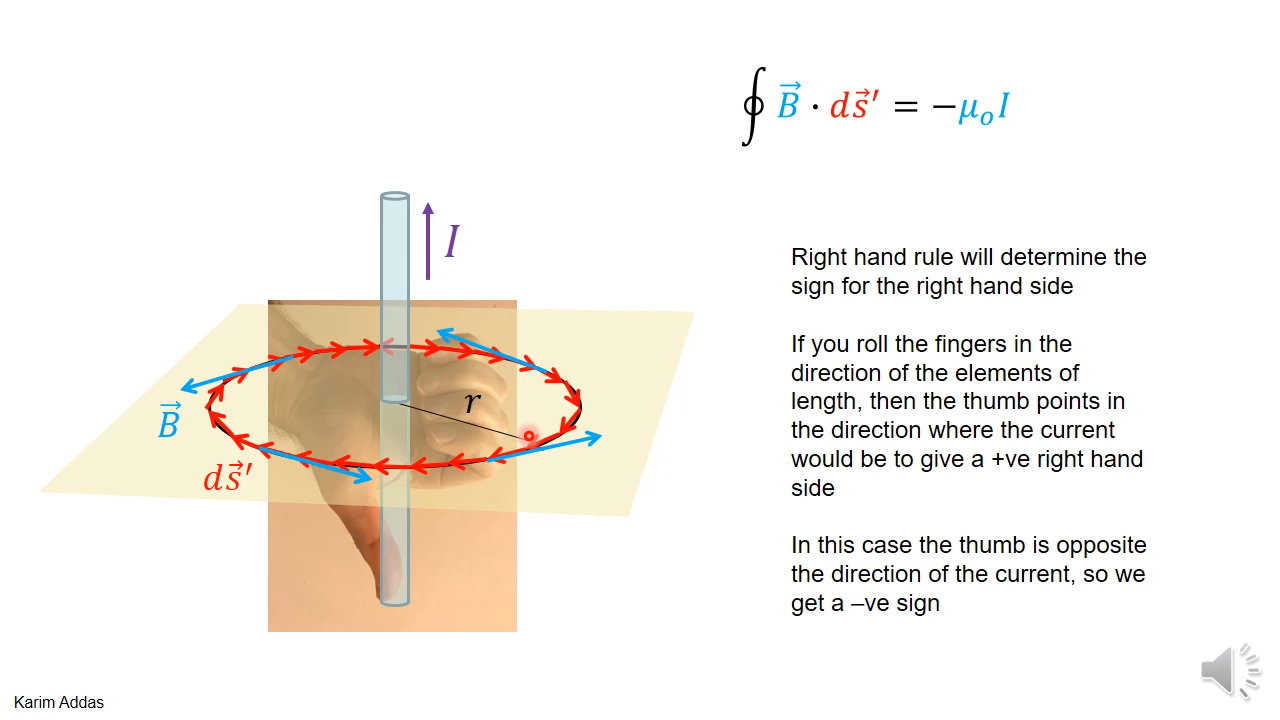 ∮ B⃗ · ds⃗′ = −μₒI
I
Right hand rule will determine the
sign for the right hand side
If you roll the fingers in the
direction of the elements of
length, then the thumb points in
the direction where the current
would be to give a +ve right hand
side
In this case the thumb is opposite
the direction of the current, so we
get a –ve sign
r
B⃗
ds⃗′
Karim Addas